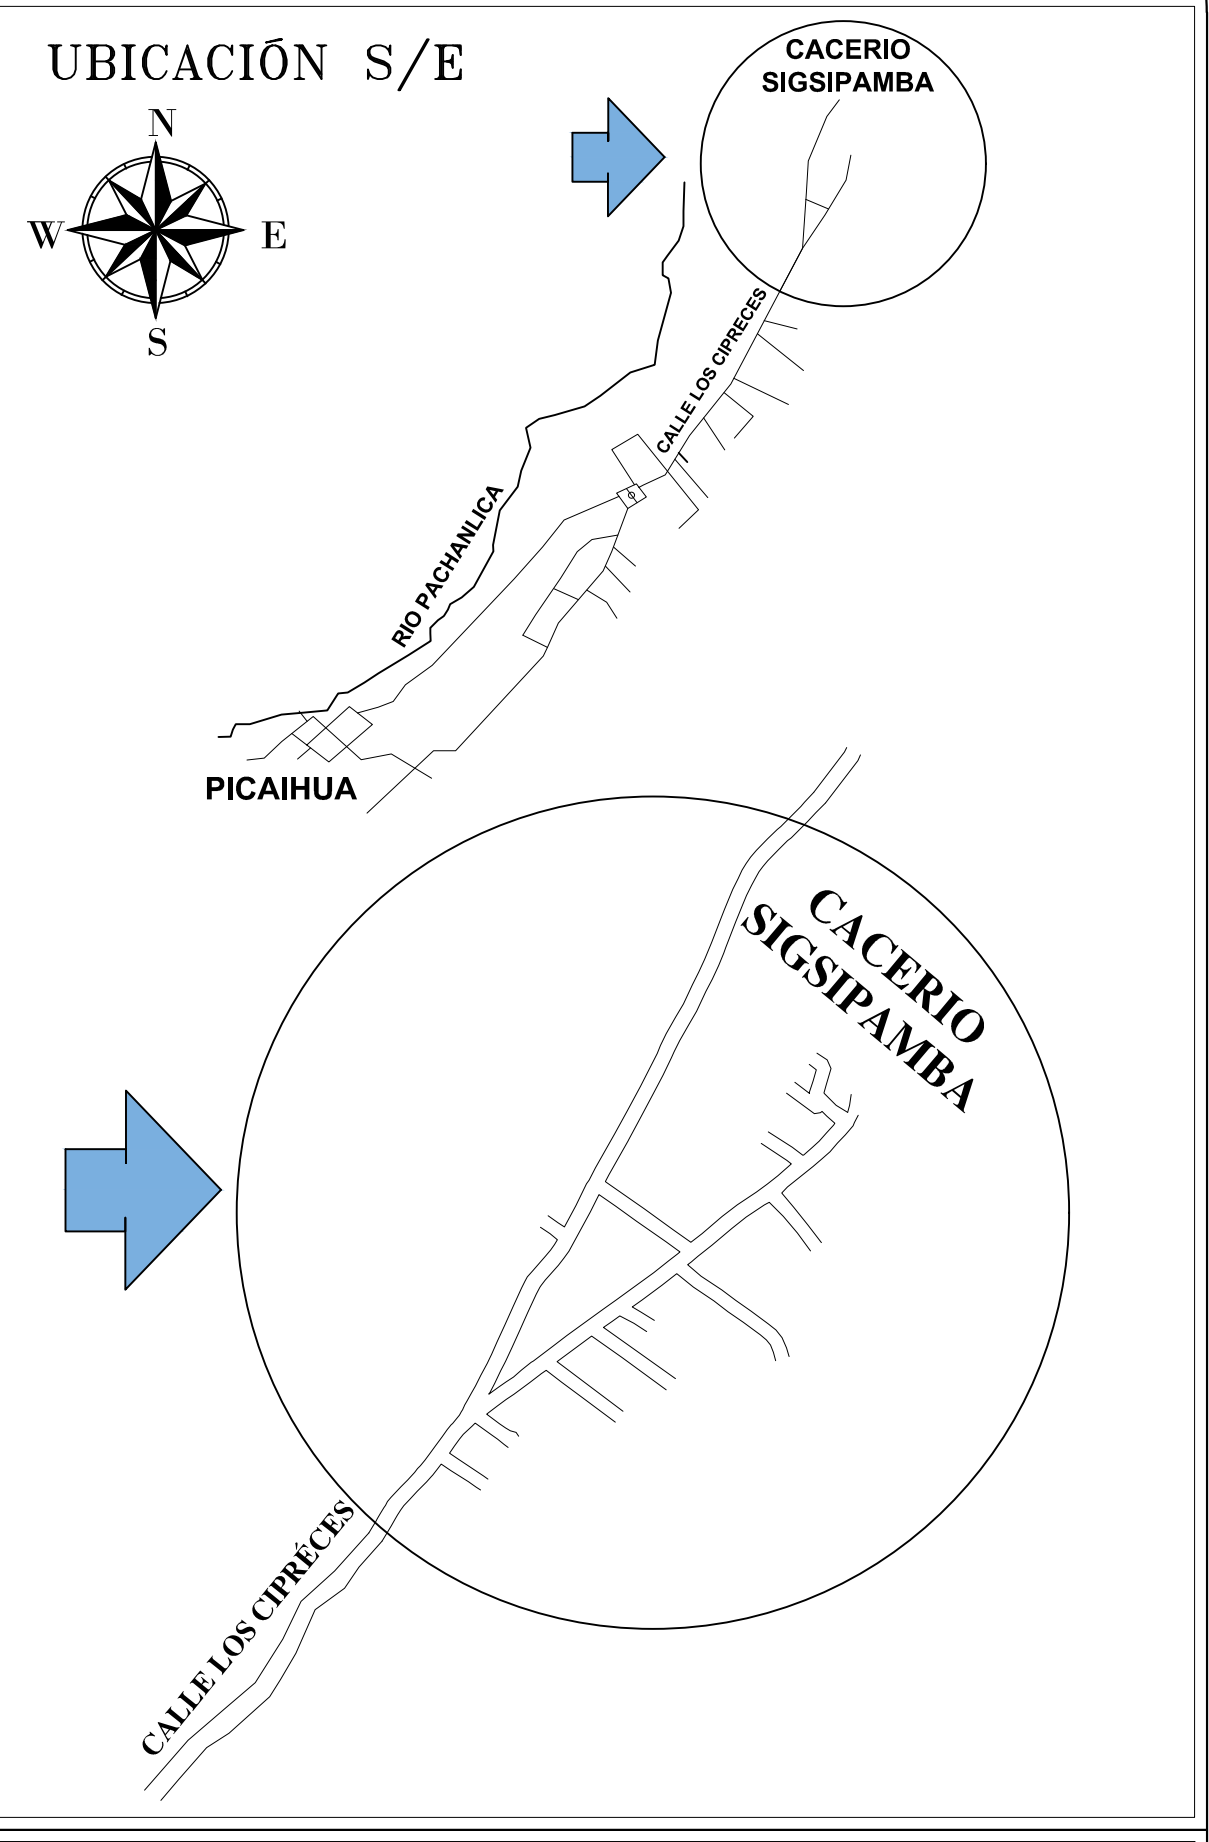 UBICACIÓN S/E
N
W
E
S
CACERIO
SIGSIPAMBA
CALLE LOS CIPRECES
RIO PACHANLICA
PICAIHUA
CACERIO
SIGSIPAMBA
CALLE LOS CIPRÉCES